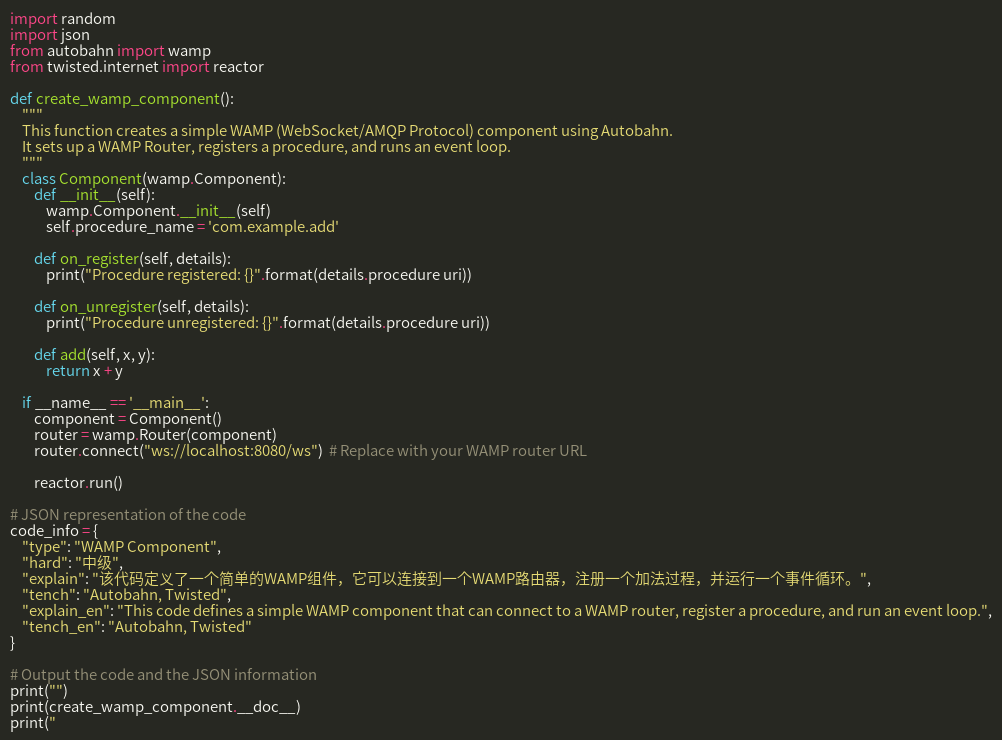 import random
import json
from autobahn import wamp
from twisted.internet import reactor

def create_wamp_component():
    """
    This function creates a simple WAMP (WebSocket/AMQP Protocol) component using Autobahn.
    It sets up a WAMP Router, registers a procedure, and runs an event loop.
    """
    class Component(wamp.Component):
        def __init__(self):
            wamp.Component.__init__(self)
            self.procedure_name = 'com.example.add'

        def on_register(self, details):
            print("Procedure registered: {}".format(details.procedure uri))

        def on_unregister(self, details):
            print("Procedure unregistered: {}".format(details.procedure uri))

        def add(self, x, y):
            return x + y

    if __name__ == '__main__':
        component = Component()
        router = wamp.Router(component)
        router.connect("ws://localhost:8080/ws")  # Replace with your WAMP router URL

        reactor.run()

# JSON representation of the code
code_info = {
    "type": "WAMP Component",
    "hard": "中级",
    "explain": "该代码定义了一个简单的WAMP组件，它可以连接到一个WAMP路由器，注册一个加法过程，并运行一个事件循环。",
    "tench": "Autobahn, Twisted",
    "explain_en": "This code defines a simple WAMP component that can connect to a WAMP router, register a procedure, and run an event loop.",
    "tench_en": "Autobahn, Twisted"
}

# Output the code and the JSON information
print("")
print(create_wamp_component.__doc__)
print("